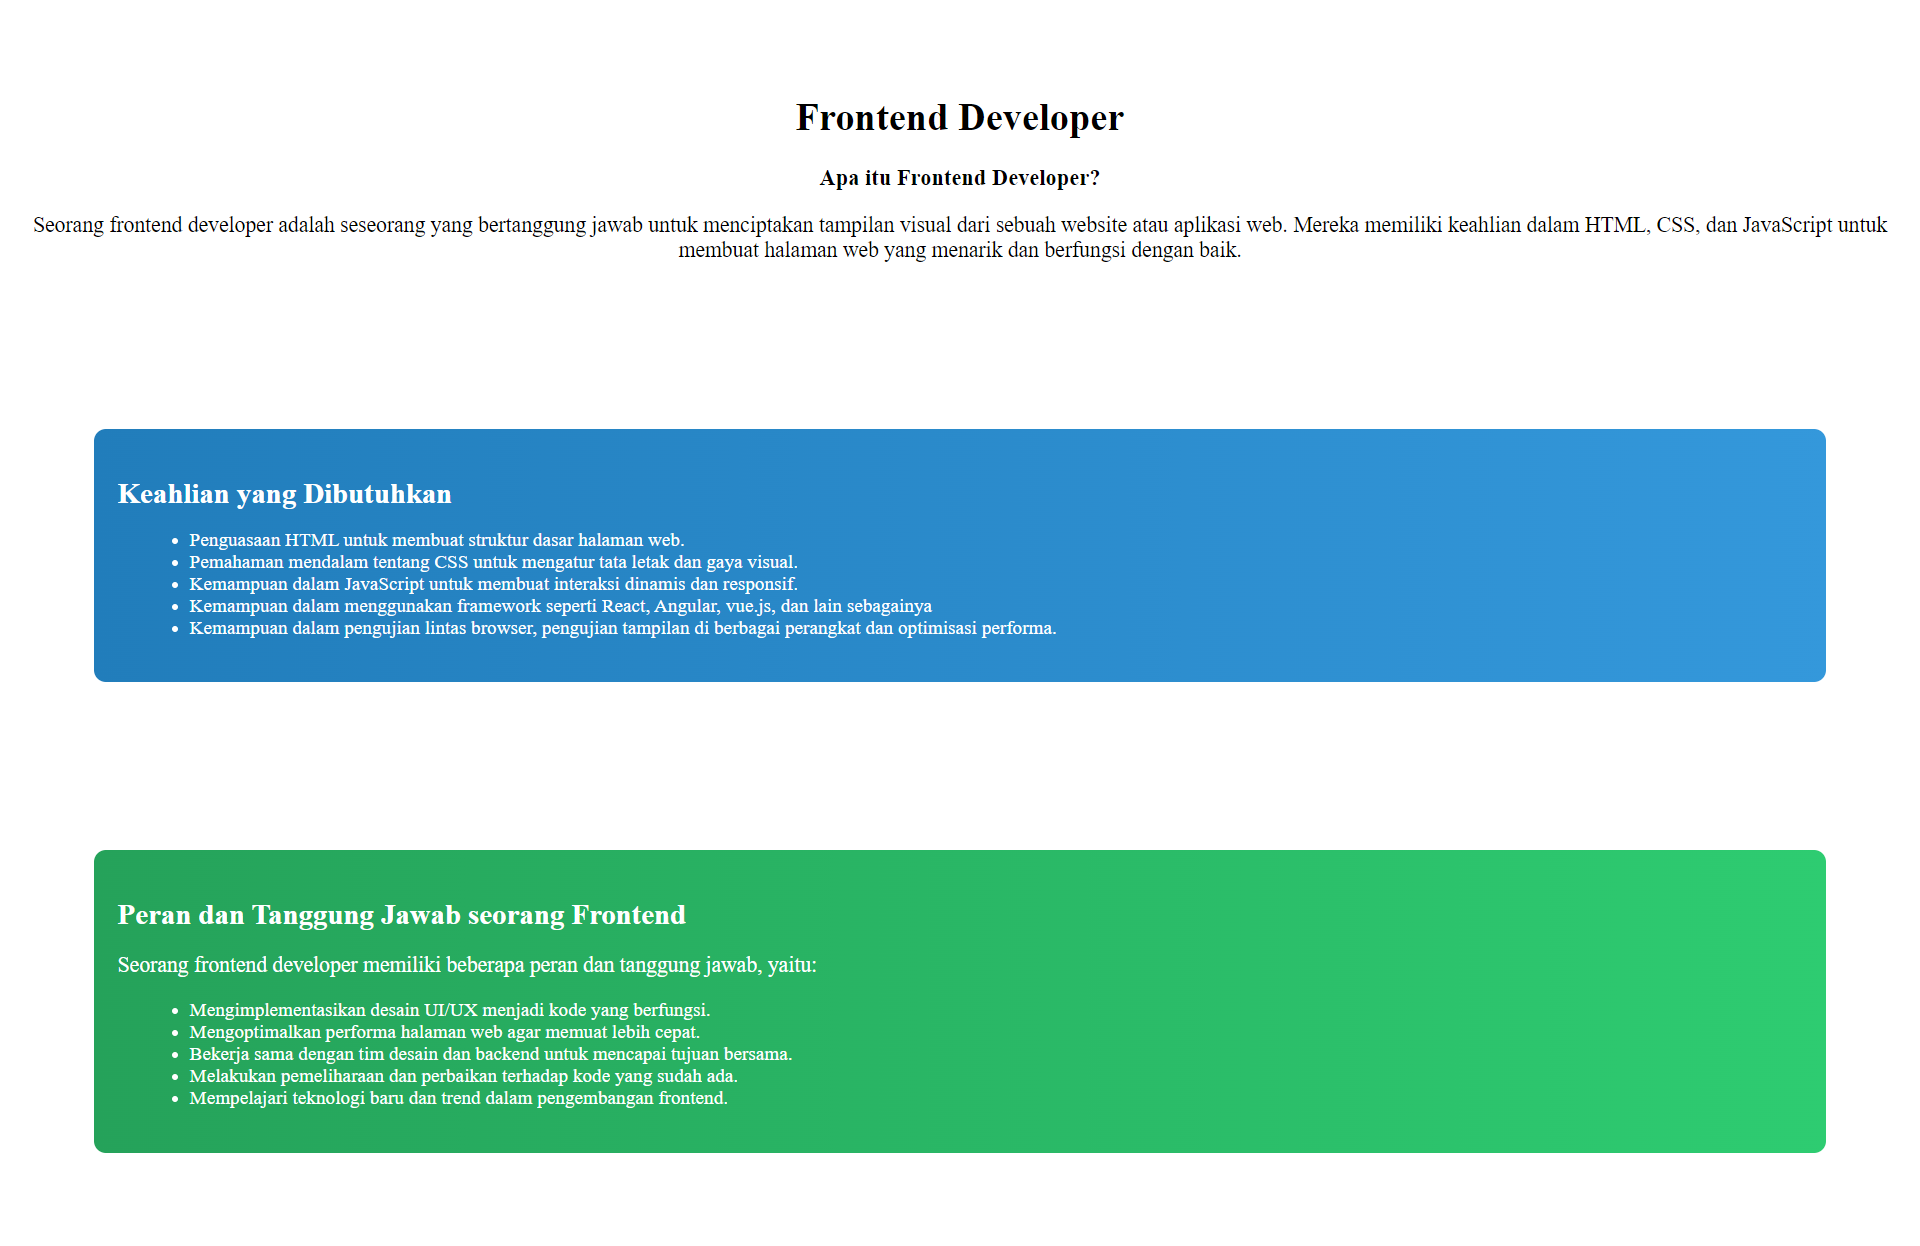 Frontend Developer
Apa itu Frontend Developer?
Seorang frontend developer adalah seseorang yang bertanggung jawab untuk menciptakan tampilan visual dari sebuah website atau aplikasi web. Mereka memiliki keahlian dalam HTML, CSS, dan JavaScript untuk
membuat halaman web yang menarik dan berfungsi dengan baik.
Keahlian yang Dibutuhkan
• Penguasaan HTML untuk membuat struktur dasar halaman web.
• Pemahaman mendalam tentang CSS untuk mengatur tata letak dan gaya visual.
• Kemampuan dalam JavaScript untuk membuat interaksi dinamis dan responsif.
• Kemampuan dalam menggunakan framework seperti React, Angular, vue.js, dan lain sebagainya
• Kemampuan dalam pengujian lintas browser, pengujian tampilan di berbagai perangkat dan optimisasi performa.
Peran dan Tanggung Jawab seorang Frontend
Seorang frontend developer memiliki beberapa peran dan tanggung jawab, yaitu:
• Mengimplementasikan desain UI/UX menjadi kode yang berfungsi.
• Mengoptimalkan performa halaman web agar memuat lebih cepat.
• Bekerja sama dengan tim desain dan backend untuk mencapai tujuan bersama.
• Melakukan pemeliharaan dan perbaikan terhadap kode yang sudah ada.
• Mempelajari teknologi baru dan trend dalam pengembangan frontend.